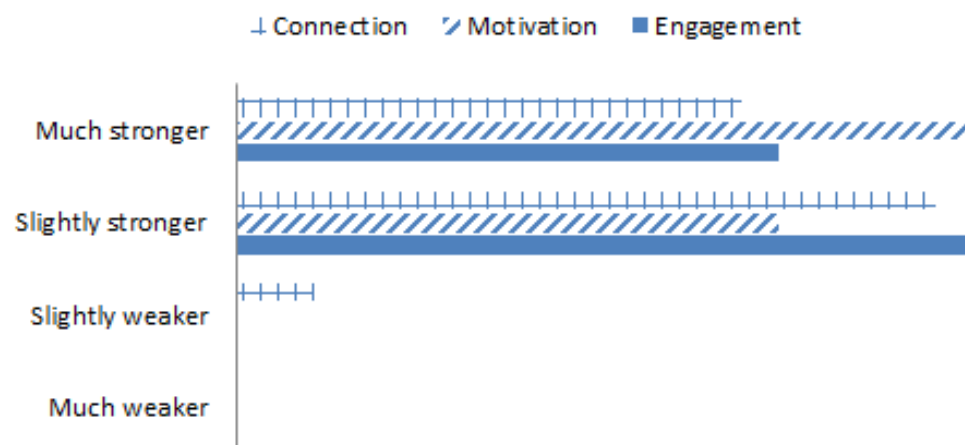 Connection Motivation Engagement
Much stronger
Slightly stronger
Slightly weaker
Much weaker